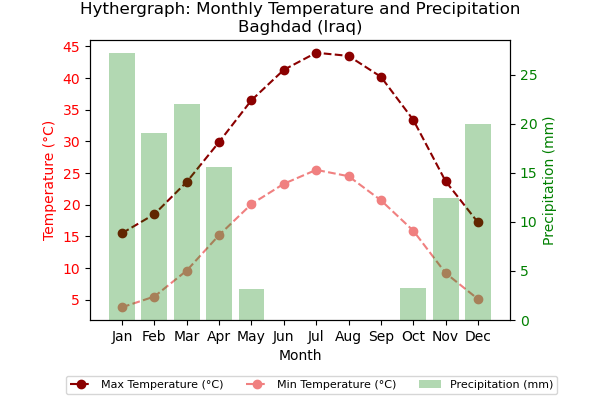 Hythergraph: Monthly Temperature and Precipitation
Baghdad (Iraq)
Temperature (°C)
45
40
35
30
25
20
15
10
5
Precipitation (mm)
25
20
15
10
5
0
Jan Feb Mar Apr May Jun Jul Aug Sep Oct Nov Dec
Month
Max Temperature (°C) Min Temperature (°C) Precipitation (mm)